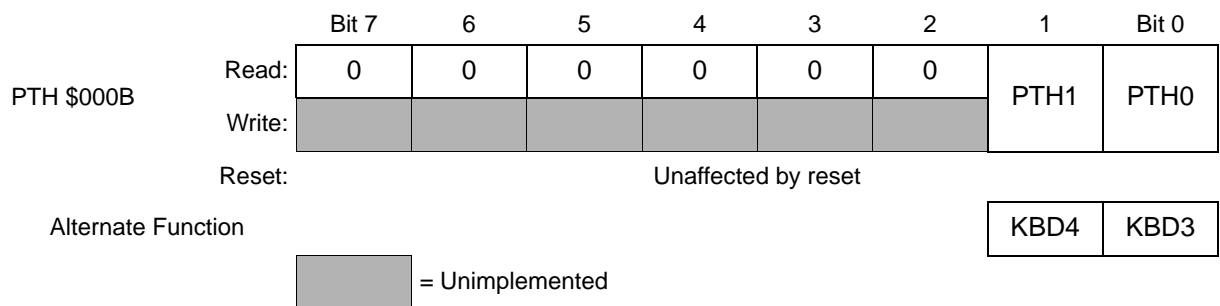 Bit 7 6 5 4 3 2 1 Bit 0
PTH $000B Read: 0 0 0 0 0 0 PTH1 PTH0
Write:
Reset: Unaffected by reset
Alternate Function KBD4 KBD3
= Unimplemented